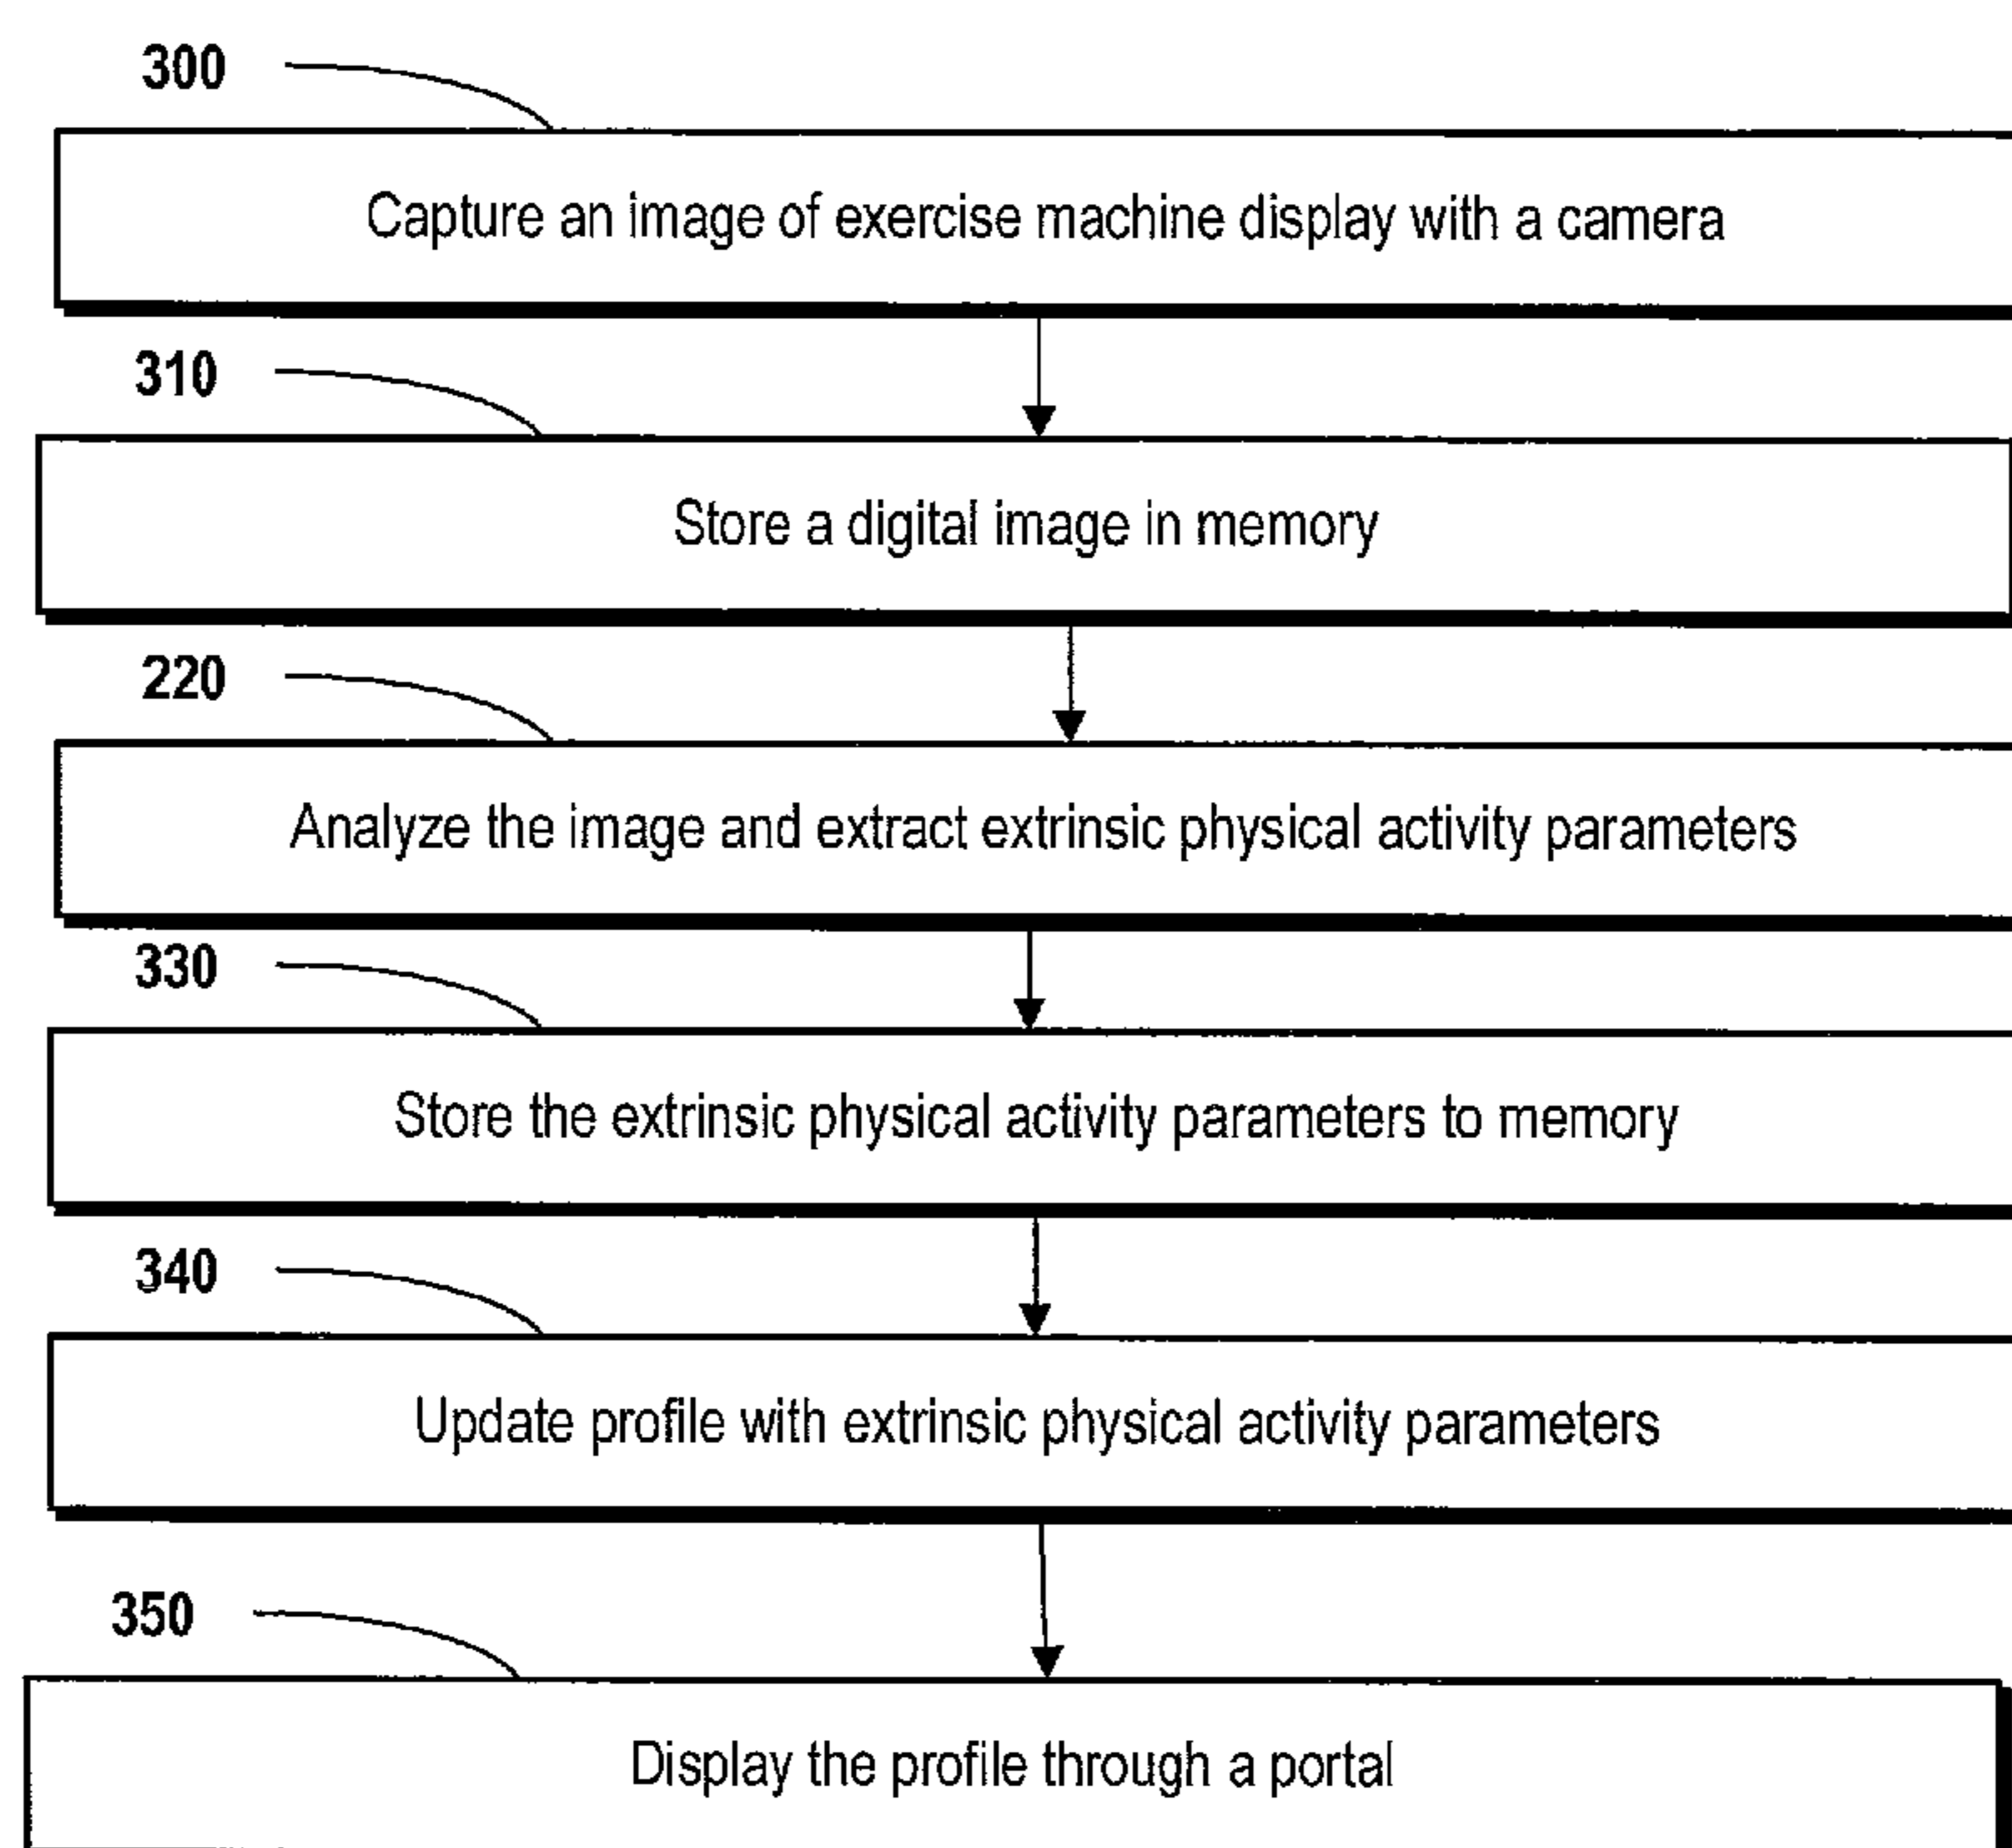 300
Capture an image of exercise machine display with a camera
310
Store a digital image in memory
220
Analyze the image and extract extrinsic physical activity parameters
330
Store the extrinsic physical activity parameters to memory
340
Update profile with extrinsic physical activity parameters
350
Display the profile through a portal